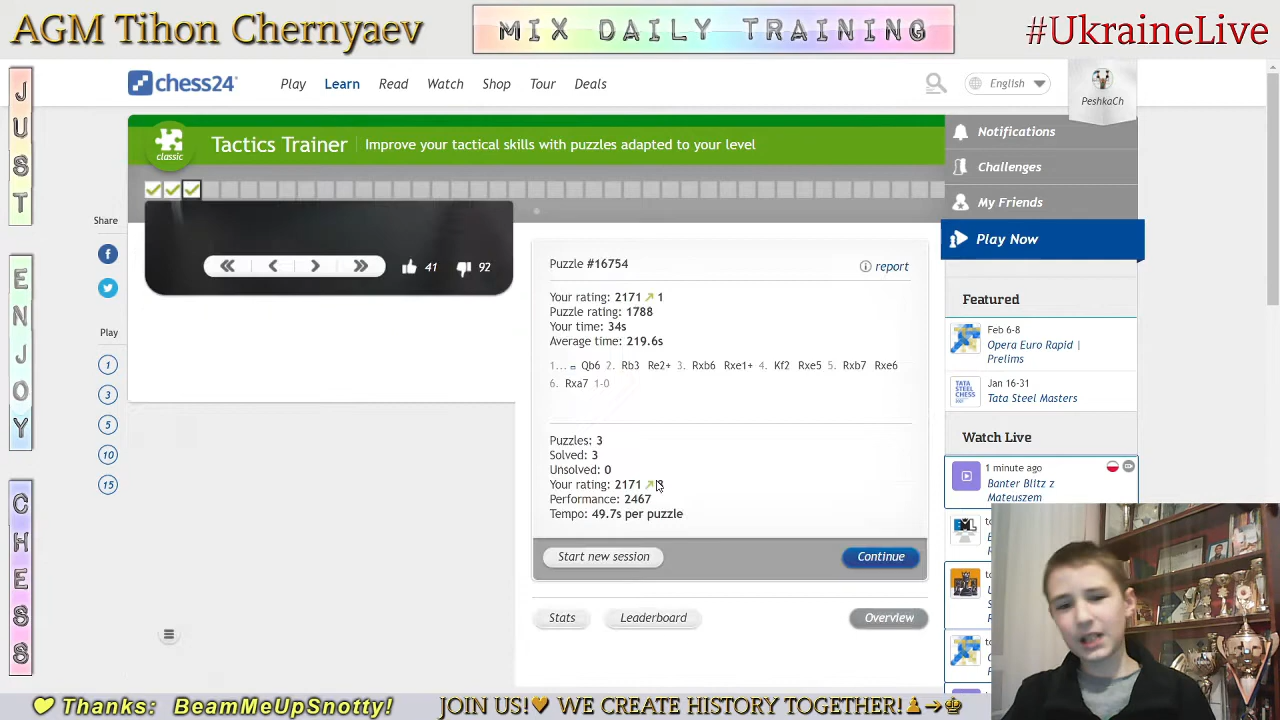 AGM Tihon Chernyaev
MIX DAILY TRAINING
#UkraineLive
JUST
ENJOY
CHESS
chess24
Play Learn Read Watch Shop Tour Deals
English
PeshkaCh
classic
Tactics Trainer
Improve your tactical skills with puzzles adapted to your level
Notifications
Challenges
My Friends
Play Now
Share
Play
1
3
5
10
15
41
92
Puzzle #16754
report
Your rating: 2171 1
Puzzle rating: 1788
Your time: 34s
Average time: 219.6s
1... Qb6 2. Rb3 Re2+ 3. Rxb6 Rxe1+ 4. Kf2 Rxe5 5. Rxb7 Rxe6
6. Rxa7 1-0
Puzzles: 3
Solved: 3
Unsolved: 0
Your rating: 2171
Performance: 2467
Tempo: 49.7s per puzzle
Start new session
Continue
Stats
Leaderboard
Overview
Featured
Feb 6-8
Opera Euro Rapid |
Prelims
Jan 16-31
Tata Steel Masters
Watch Live
1 minute ago
Banter Blitz z
Mateuszem
Thanks: BeamMeUpSnotty!
JOIN US! WE CREATE HISTORY TOGETHER!